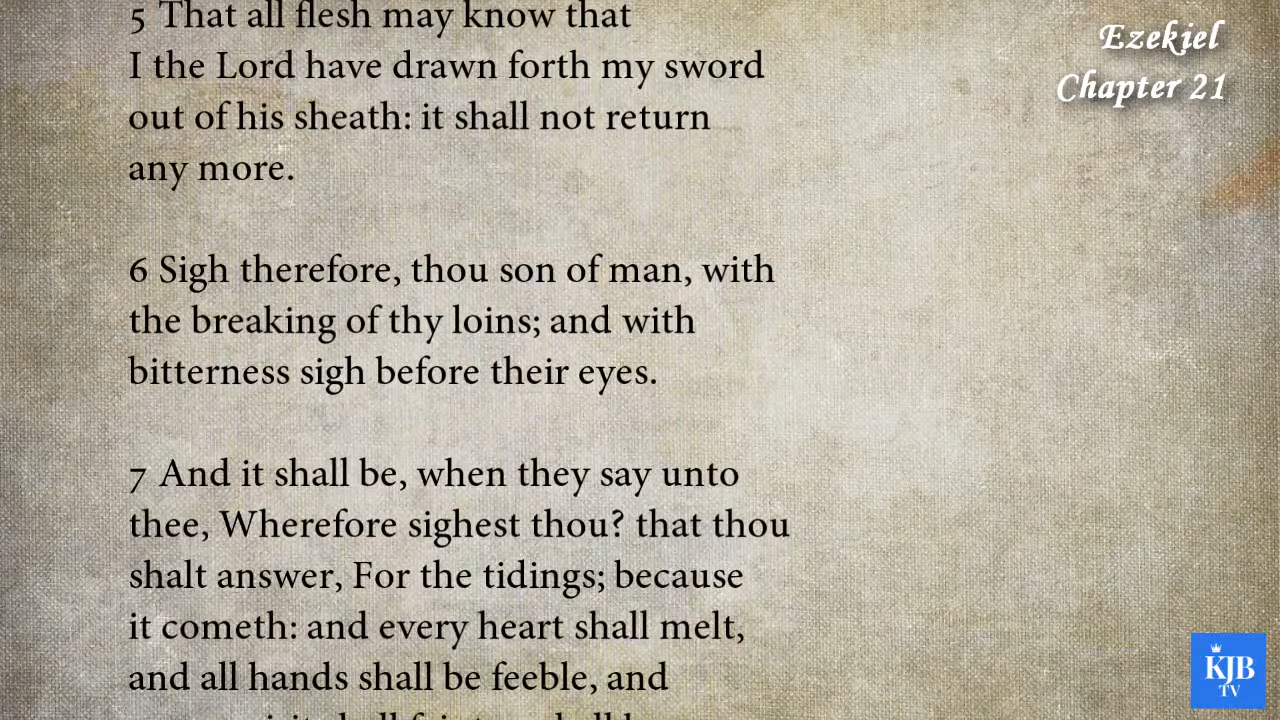 5 That all flesh may know that
I the Lord have drawn forth my sword
out of his sheath: it shall not return
any more.
6 Sigh therefore, thou son of man, with
the breaking of thy loins; and with
bitterness sigh before their eyes.
7 And it shall be, when they say unto
thee, Wherefore sighest thou? that thou
shalt answer, For the tidings; because
it cometh: and every heart shall melt,
and all hands shall be feeble, and
Ezekiel
Chapter 21
KJB
TV